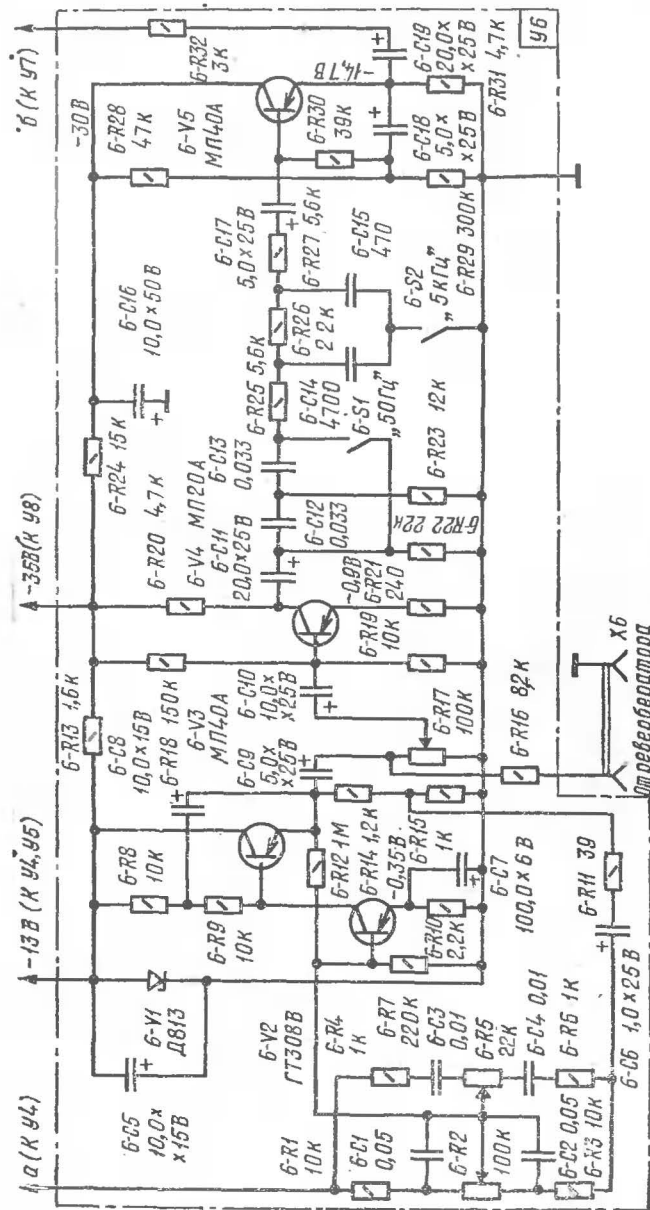 а (К У4)
-13В (К У4, У5)
-35В (К У8)
б (К У7)
6-C5
10,0×
×15В
6-V1
Д813
6-R8
10К
6-R9
10К
6-R13 1,6К
6-C8
10,0×15В
6-R18 150К
6-V3
МП40А
6-C9
5,0×
×25В
6-C10
10,0×
×25В
6-R24 15К
6-R20 4,7К
6-V4 МП20А
6-C11
20,0×25В
6-C12
0,033
6-C13
0,033
6-C16
10,0×50В
-30В
6-R28
47К
6-V5
МП40А
6-R32
3К
-14,7В
6-R30
39К
6-C17
5,0×25В
6-R27 5,6К
6-C15
470
6-R26
2 2К
6-R25 5,6К
6-C14
4700
6-S1
"50Гц"
6-S2
"5КГц"
6-R29 300К
6-C18
5,0×
×25В
6-C19
20,0×
×25В
6-R31 4,7К
У6
6-R23 12К
6-R22 22К
-0,9В
6-R21
240
6-R19
10К
6-R17
100К
6-R16 82К
X6
От ревербератора
6-V2
ГТ308В
6-R12 1М
6-R14 1,2К
-0,35В
6-R15
1К
6-R10
2,2К
6-C7
100,0×6В
6-R11 39
6-R1
10К
6-C1
0,05
6-R2
100К
6-C2 0,05
6-R3 10К
6-R4
1К
6-R7
220К
6-C3
0,01
6-R5
22К
6-C4 0,01
6-R6 1К
6-C6 1,0×25В